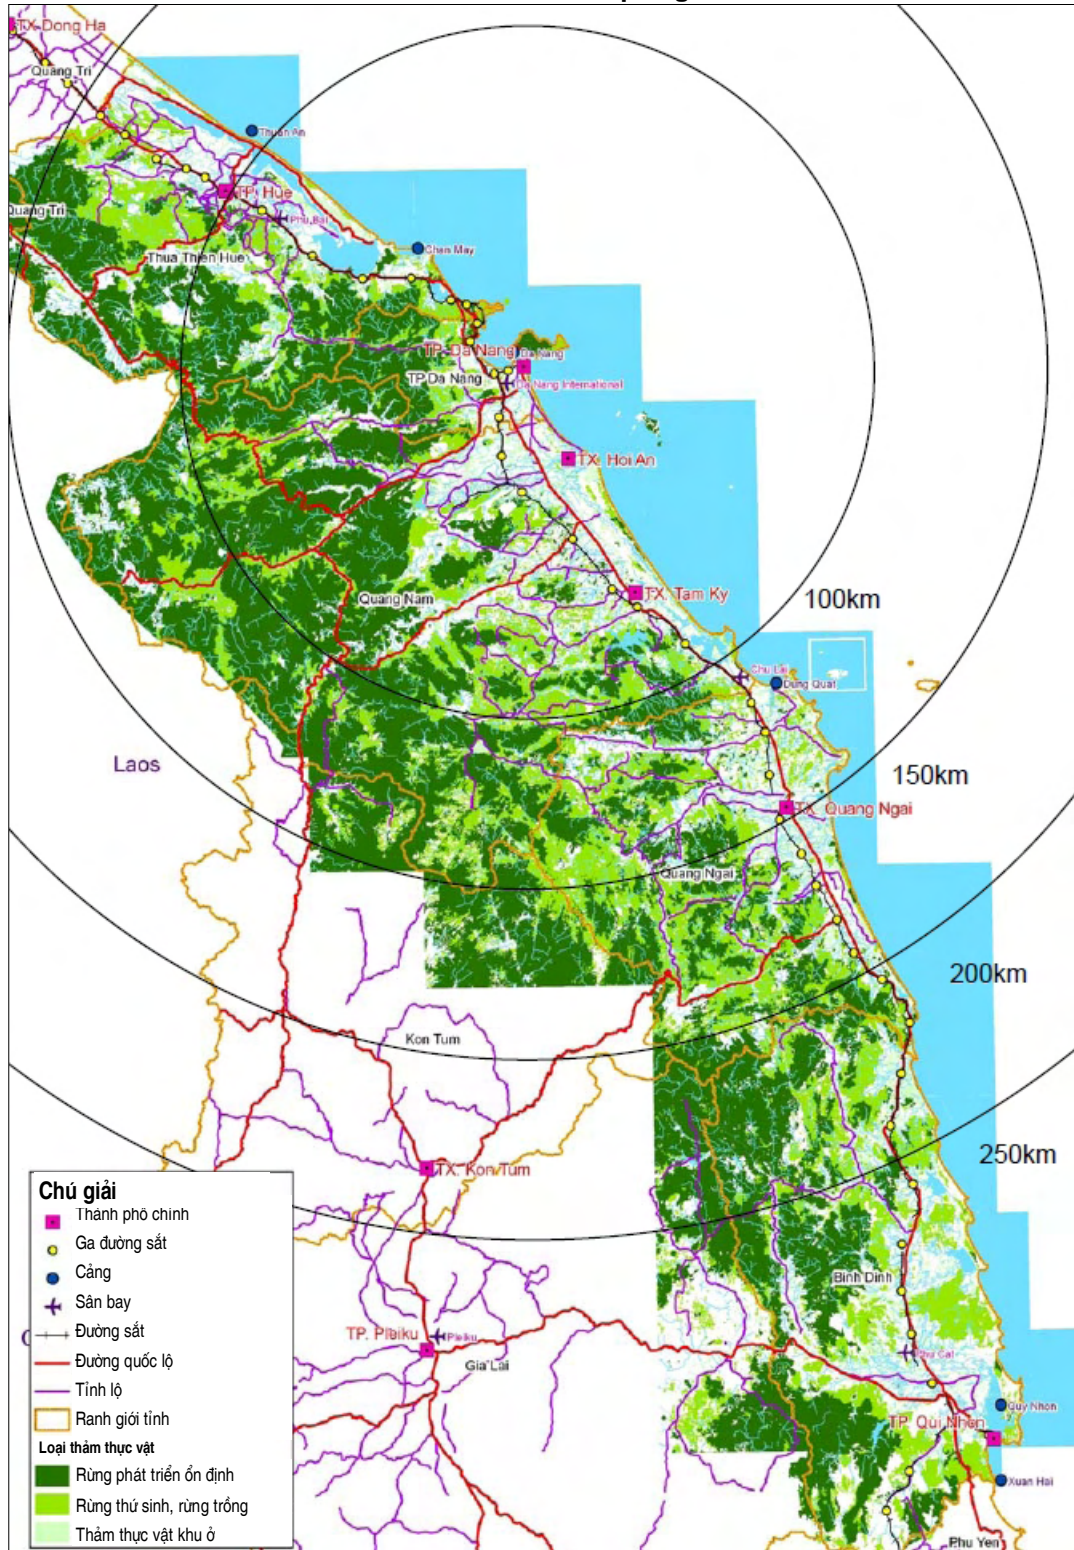 TX. Dong Ha
Quang Tri
Thuan An
TP. Hue
Phu Bai
Quang Tri
Chan May
Thua Thien Hue
TP. Da Nang
Da Nang
TP.Da Nang
Da Nang International
TX. Hoi An
Quang Nam
TX. Tam Ky
100km
Chu Lai
Dung Quat
Laos
150km
TX. Quang Ngai
Quang Ngai
200km
Kon Tum
250km
TX. Kon Tum
Binh Dinh
TP. Pleiku
Pleiku
Gia Lai
Phu Cat
Quy Nhon
TP. Qui Nhon
Xuan Hai
Phu Yen
Chú giải
Thành phố chính
Ga đường sắt
Cảng
Sân bay
Đường sắt
Đường quốc lộ
Tỉnh lộ
Ranh giới tỉnh
Loại thảm thực vật
Rừng phát triển ổn định
Rừng thứ sinh, rừng trồng
Thảm thực vật khu ở